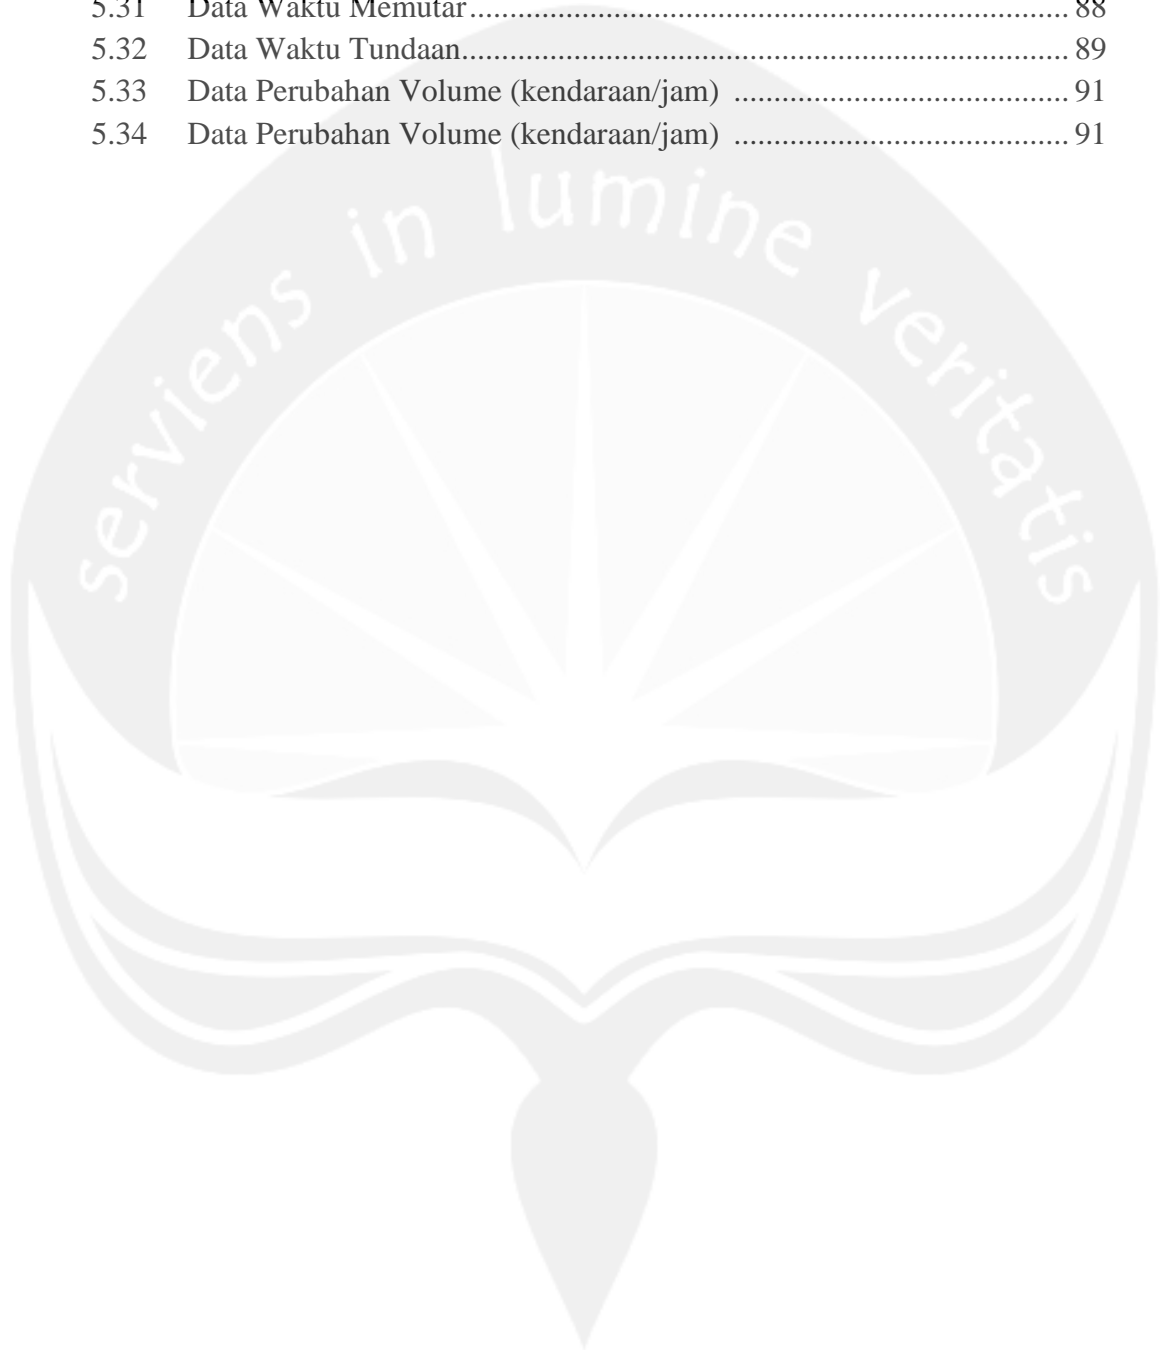 5.31 Data Waktu Memutar........................................................................... 88
5.32 Data Waktu Tundaan............................................................................ 89
5.33 Data Perubahan Volume (kendaraan/jam) .......................................... 91
5.34 Data Perubahan Volume (kendaraan/jam) .......................................... 91
serviens in lumine veritatis